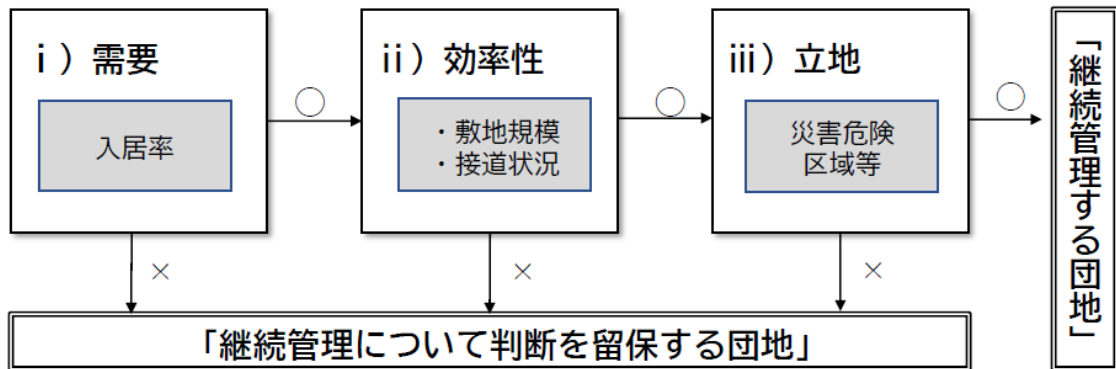 ⅰ）需要
入居率
○
×
ⅱ）効率性
・敷地規模
・接道状況
○
×
ⅲ）立地
災害危険
区域等
○
×
「継続管理する団地」
「継続管理について判断を留保する団地」